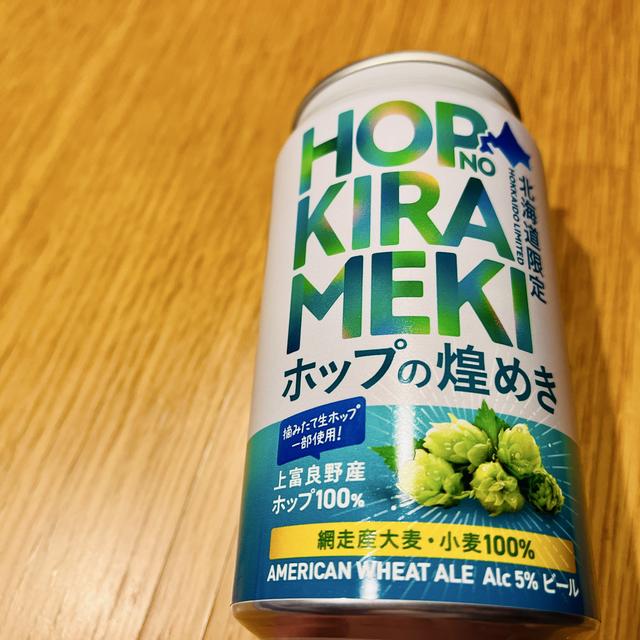 HOP
NO
KIRA
MEKI
北海道限定
HOKKAIDO LIMITED
ホップの煌めき
摘みたて生ホップ
一部使用!
上富良野産
ホップ100%
網走産大麦・小麦100%
AMERICAN WHEAT ALE Alc 5% ビール